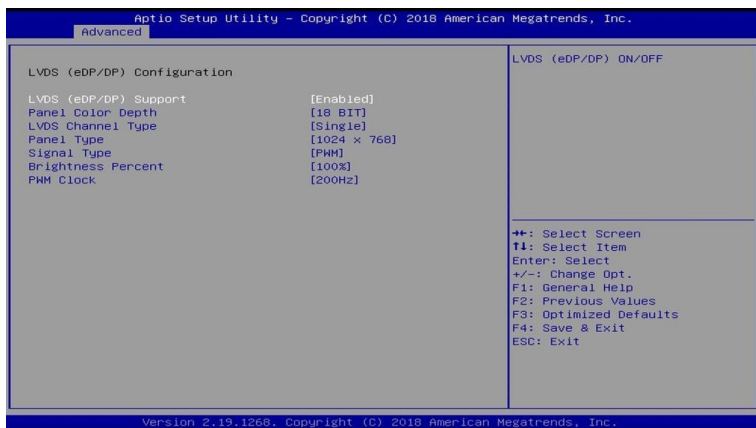 Aptio Setup Utility – Copyright (C) 2018 American Megatrends, Inc.
Advanced
LVDS (eDP/DP) Configuration
LVDS (eDP/DP) Support [Enabled]
Panel Color Depth [18 BIT]
LVDS Channel Type [Single]
Panel Type [1024 x 768]
Signal Type [PWM]
Brightness Percent [100%]
PWM Clock [200Hz]
LVDS (eDP/DP) ON/OFF
→←: Select Screen
↑↓: Select Item
Enter: Select
+/-: Change Opt.
F1: General Help
F2: Previous Values
F3: Optimized Defaults
F4: Save & Exit
ESC: Exit
Version 2.19.1268. Copyright (C) 2018 American Megatrends, Inc.